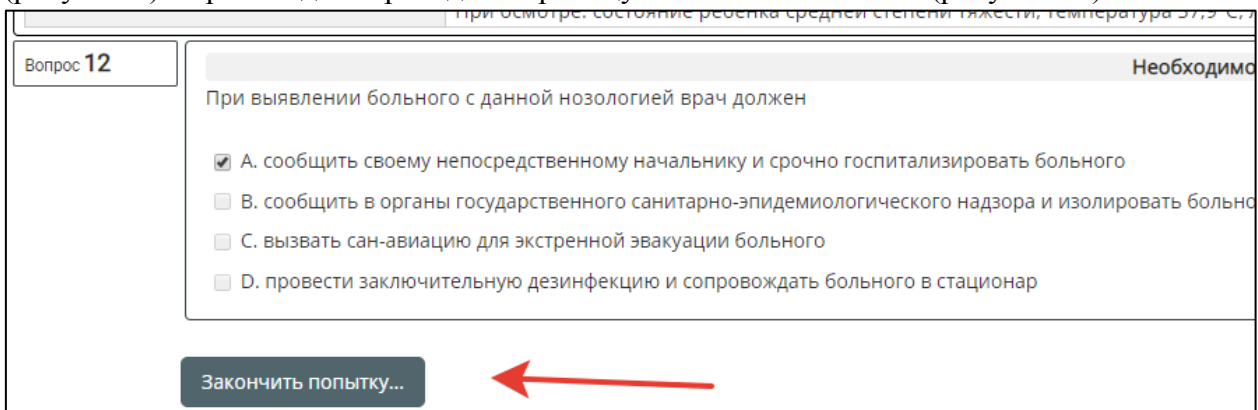 При осмотре: состояние ребенка средней степени тяжести, температура 37,9
Вопрос 12
Необходимо
При выявлении больного с данной нозологией врач должен
A. сообщить своему непосредственному начальнику и срочно госпитализировать больного
B. сообщить в органы государственного санитарно-эпидемиологического надзора и изолировать больно
C. вызвать сан-авиацию для экстренной эвакуации больного
D. провести заключительную дезинфекцию и сопровождать больного в стационар
Закончить попытку...